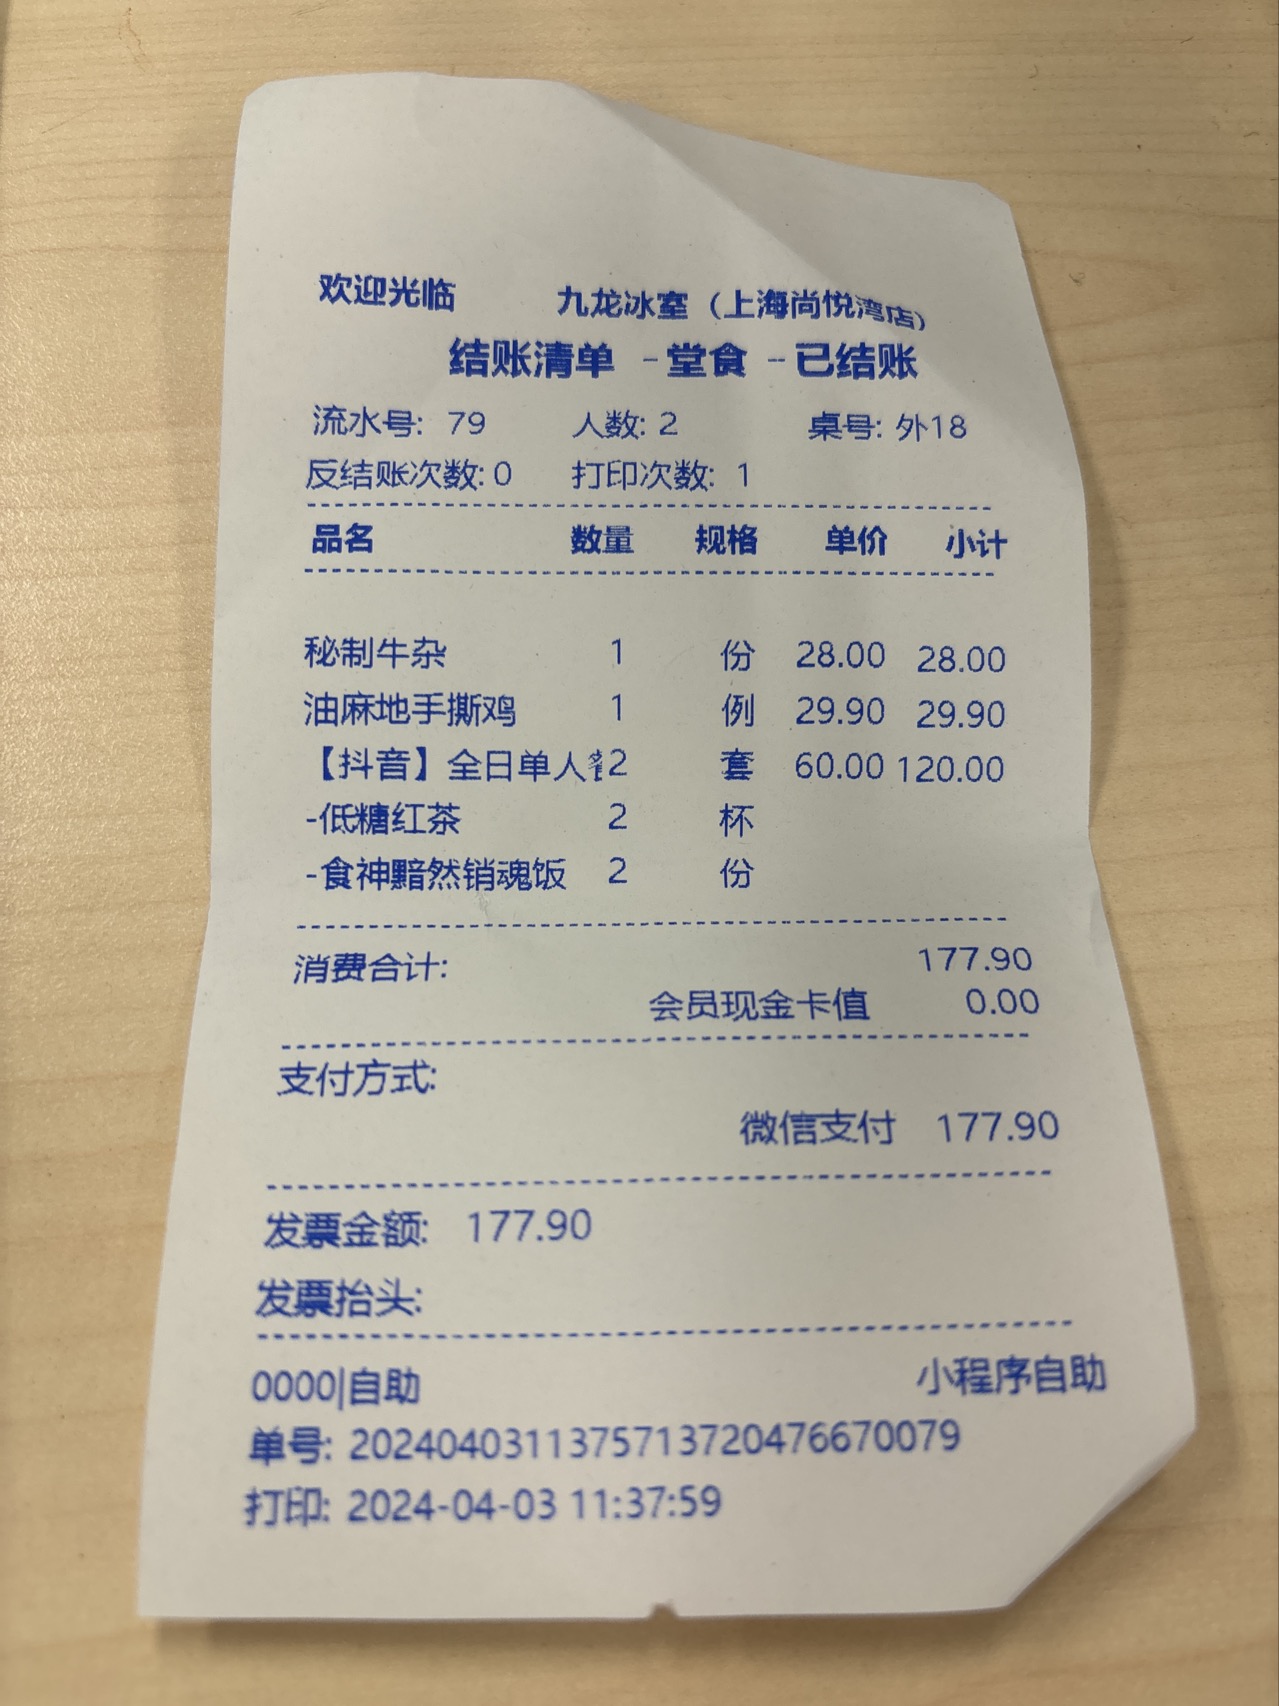 欢迎光临 九龙冰室（上海尚悦湾店）
结账清单 - 堂食 -- 已结账
流水号: 79 人数: 2 桌号: 外18
反结账次数: 0 打印次数: 1
品名 数量 规格 单价 小计
秘制牛杂 1 份 28.00 28.00
油麻地手撕鸡 1 例 29.90 29.90
【抖音】全日单人餐 2 套 60.00 120.00
-低糖红茶 2 杯
-食神黯然销魂饭 2 份
消费合计: 177.90
会员现金卡值 0.00
支付方式:
微信支付 177.90
发票金额: 177.90
发票抬头:
0000|自助 小程序自助
单号: 2024040311375713720476670079
打印: 2024-04-03 11:37:59